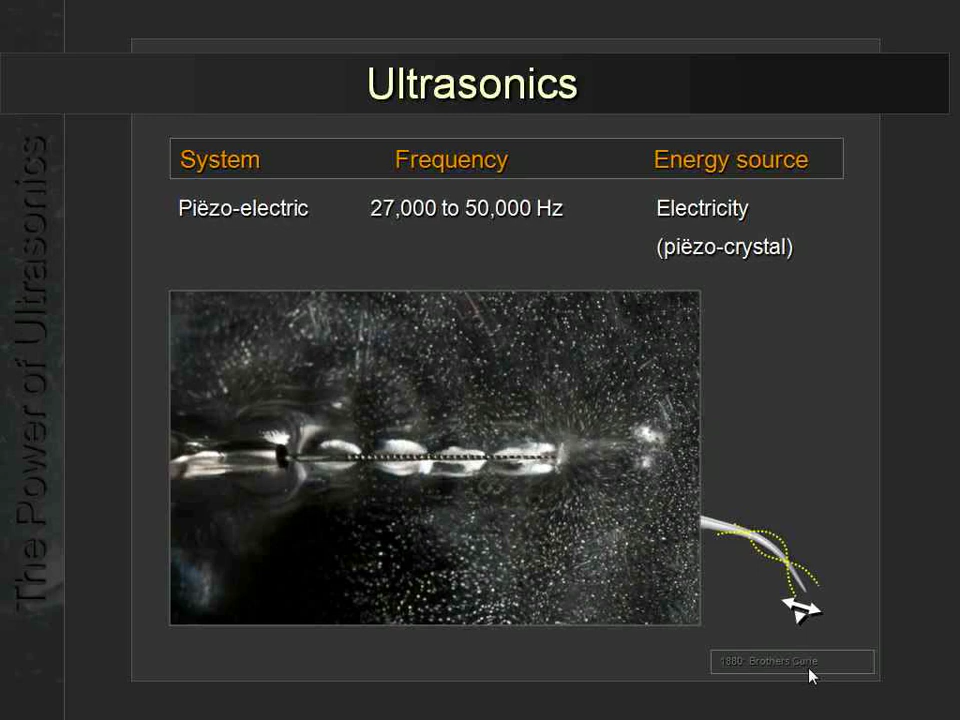 Ultrasonics
System Frequency Energy source
Piëzo-electric 27,000 to 50,000 Hz Electricity
(piëzo-crystal)
The Power of Ultrasonics
1880: Brothers Curie